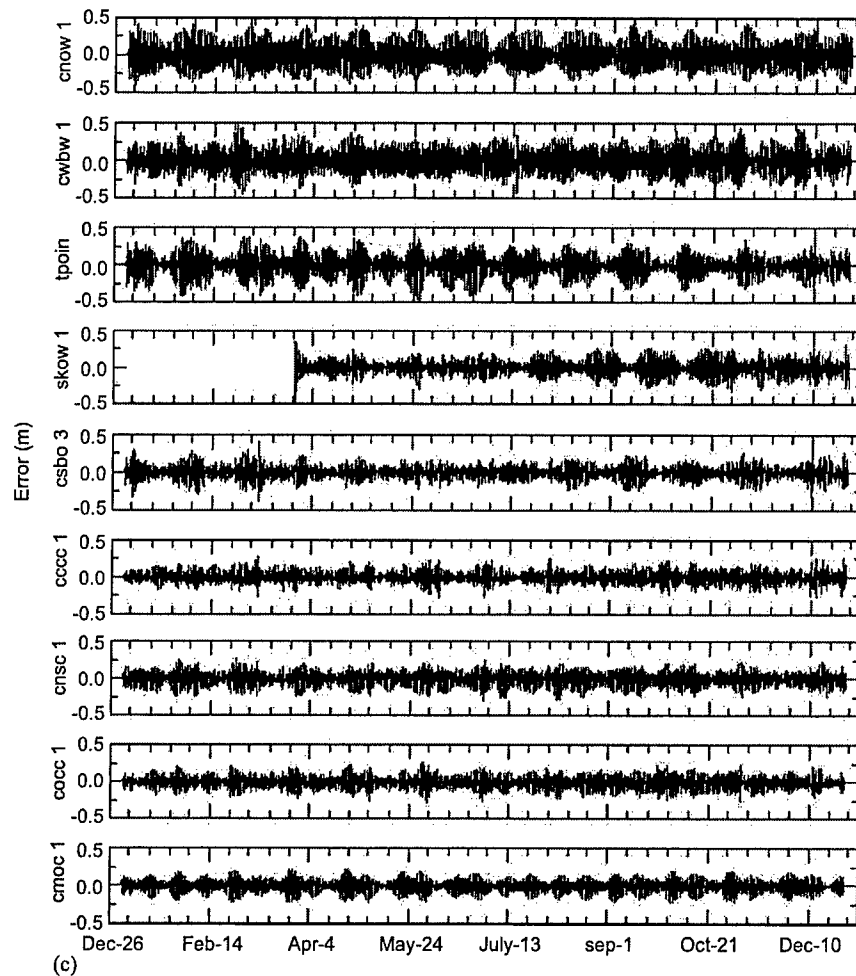 Error (m)
cnow 1
0.5
0.0
-0.5
cwbw 1
0.5
0.0
-0.5
tpoin
0.5
0.0
-0.5
skow 1
0.5
0.0
-0.5
csbo 3
0.5
0.0
-0.5
cccc 1
0.5
0.0
-0.5
cnsc 1
0.5
0.0
-0.5
cocc 1
0.5
0.0
-0.5
cmoc 1
0.5
0.0
-0.5
Dec-26 Feb-14 Apr-4 May-24 July-13 sep-1 Oct-21 Dec-10
(c)